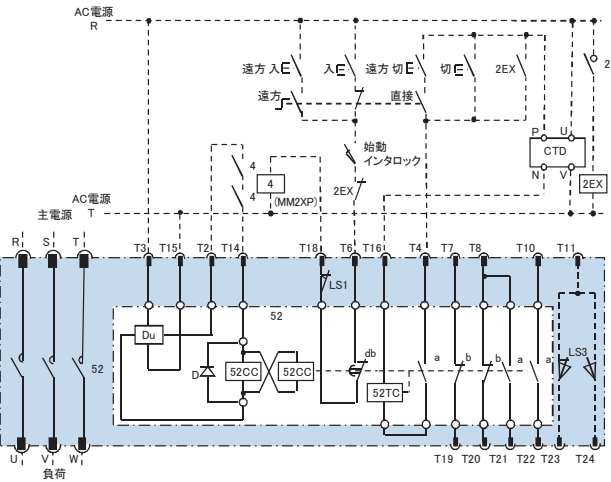 AC電源
R
遠方 入
入
遠方 切
切
2EX
2
遠方
直接
P
U
CTD
N
V
始動
インタロック
4
4
4
(MM2XP)
2EX
2EX
AC電源
T
主電源
R
S
T
T3
T15
T2
T14
T18
T6
T16
T4
T7
T8
T10
T11
LS1
52
Du
db
a
b
b
a
a
LS3
52
D
52CC
52CC
52TC
U
V
W
負荷
T19
T20
T21
T22
T23
T24